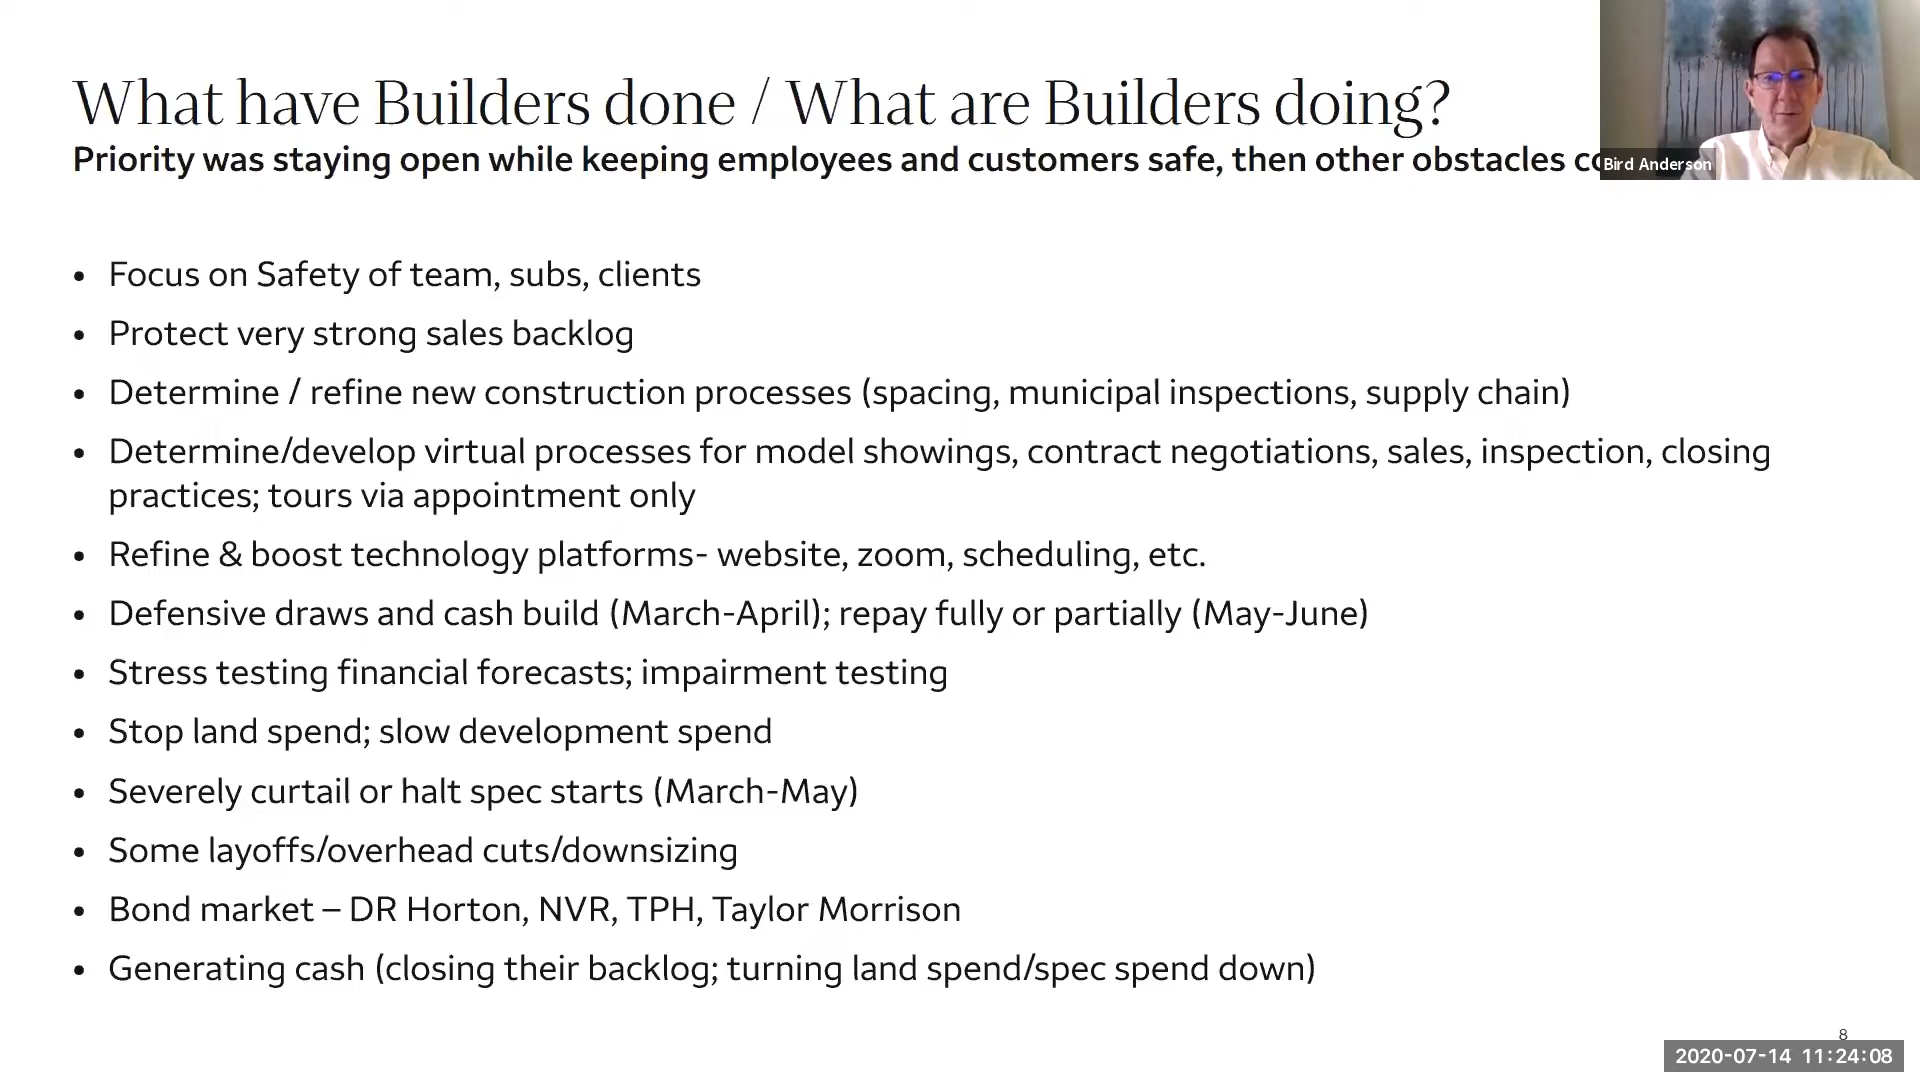 What have Builders done / What are Builders doing?
Priority was staying open while keeping employees and customers safe, then other obstacles
Bird Anderson
• Focus on Safety of team, subs, clients
• Protect very strong sales backlog
• Determine / refine new construction processes (spacing, municipal inspections, supply chain)
• Determine/develop virtual processes for model showings, contract negotiations, sales, inspection, closing
practices; tours via appointment only
• Refine & boost technology platforms- website, zoom, scheduling, etc.
• Defensive draws and cash build (March-April); repay fully or partially (May-June)
• Stress testing financial forecasts; impairment testing
• Stop land spend; slow development spend
• Severely curtail or halt spec starts (March-May)
• Some layoffs/overhead cuts/downsizing
• Bond market – DR Horton, NVR, TPH, Taylor Morrison
• Generating cash (closing their backlog; turning land spend/spec spend down)
8
2020-07-14 11:24:08